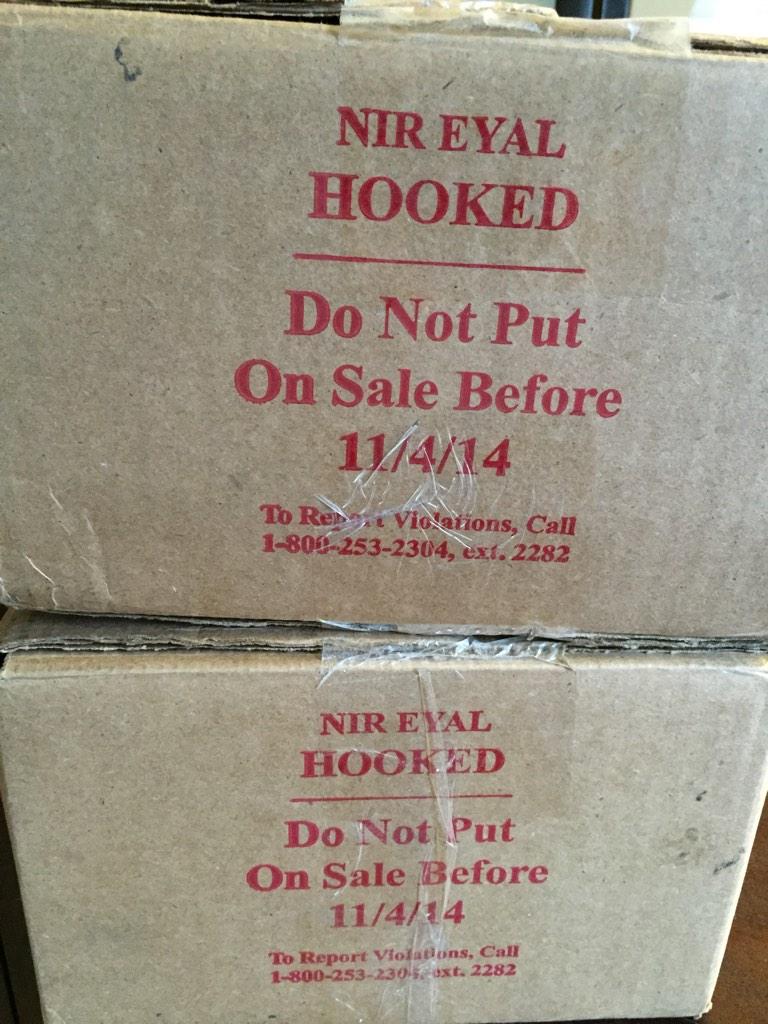 NIR EYAL
HOOKED
Do Not Put
On Sale Before
11/4/14
To Report Violations, Call
1-800-253-2304, ext. 2282
NIR EYAL
HOOKED
Do Not Put
On Sale Before
11/4/14
To Report Violations, Call
1-800-253-2304, ext. 2282